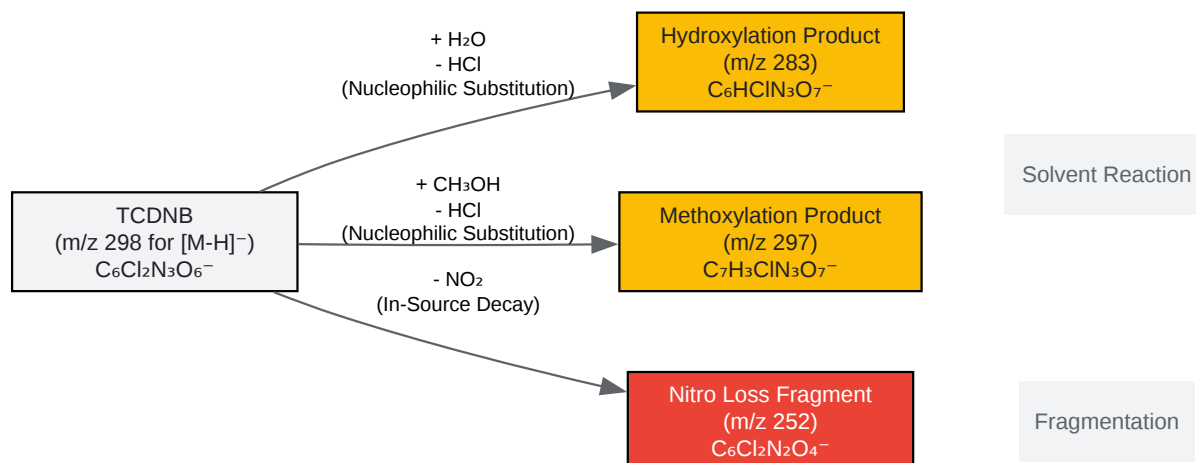 + H₂O
- HCl
(Nucleophilic Substitution)
Hydroxylation Product
(m/z 283)
C₆HClN₃O₇⁻
Solvent Reaction
TCDNB
(m/z 298 for [M-H]⁻)
C₆Cl₂N₃O₆⁻
+ CH₃OH
- HCl
(Nucleophilic Substitution)
Methoxylation Product
(m/z 297)
C₇H₃ClN₃O₇⁻
- NO₂
(In-Source Decay)
Nitro Loss Fragment
(m/z 252)
C₆Cl₂N₂O₄⁻
Fragmentation